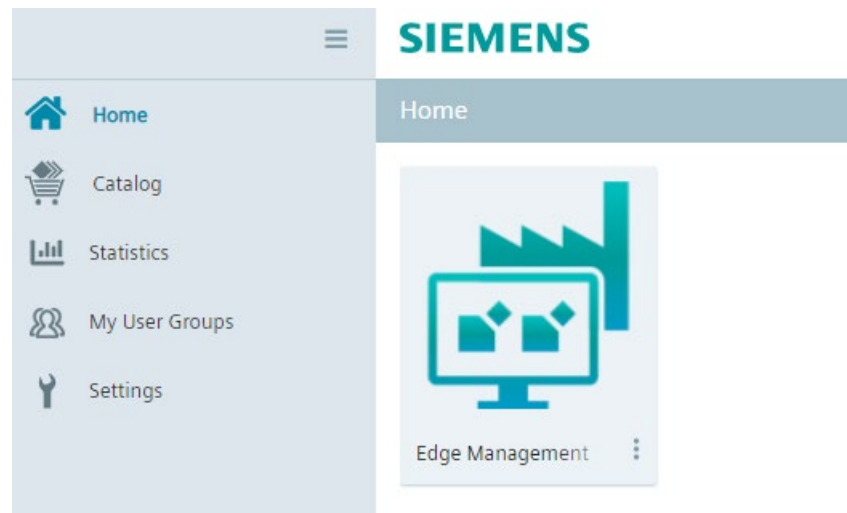 SIEMENS
Home
Home
Catalog
Statistics
My User Groups
Settings
Edge Management